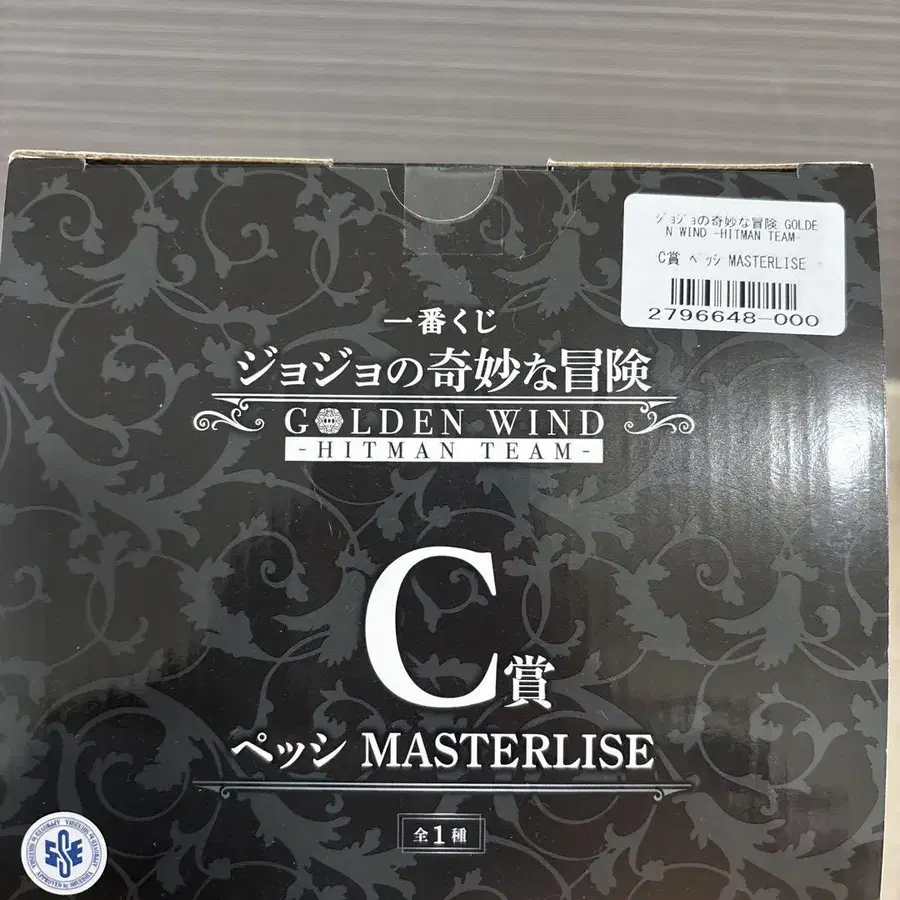 ジョジョの奇妙な冒険 GOLDE
N WIND -HITMAN TEAM-
C賞 ペッシ MASTERLISE
2796648-000
一番くじ
ジョジョの奇妙な冒険
GOLDEN WIND
-HITMAN TEAM-
C賞
ペッシ MASTERLISE
全1種